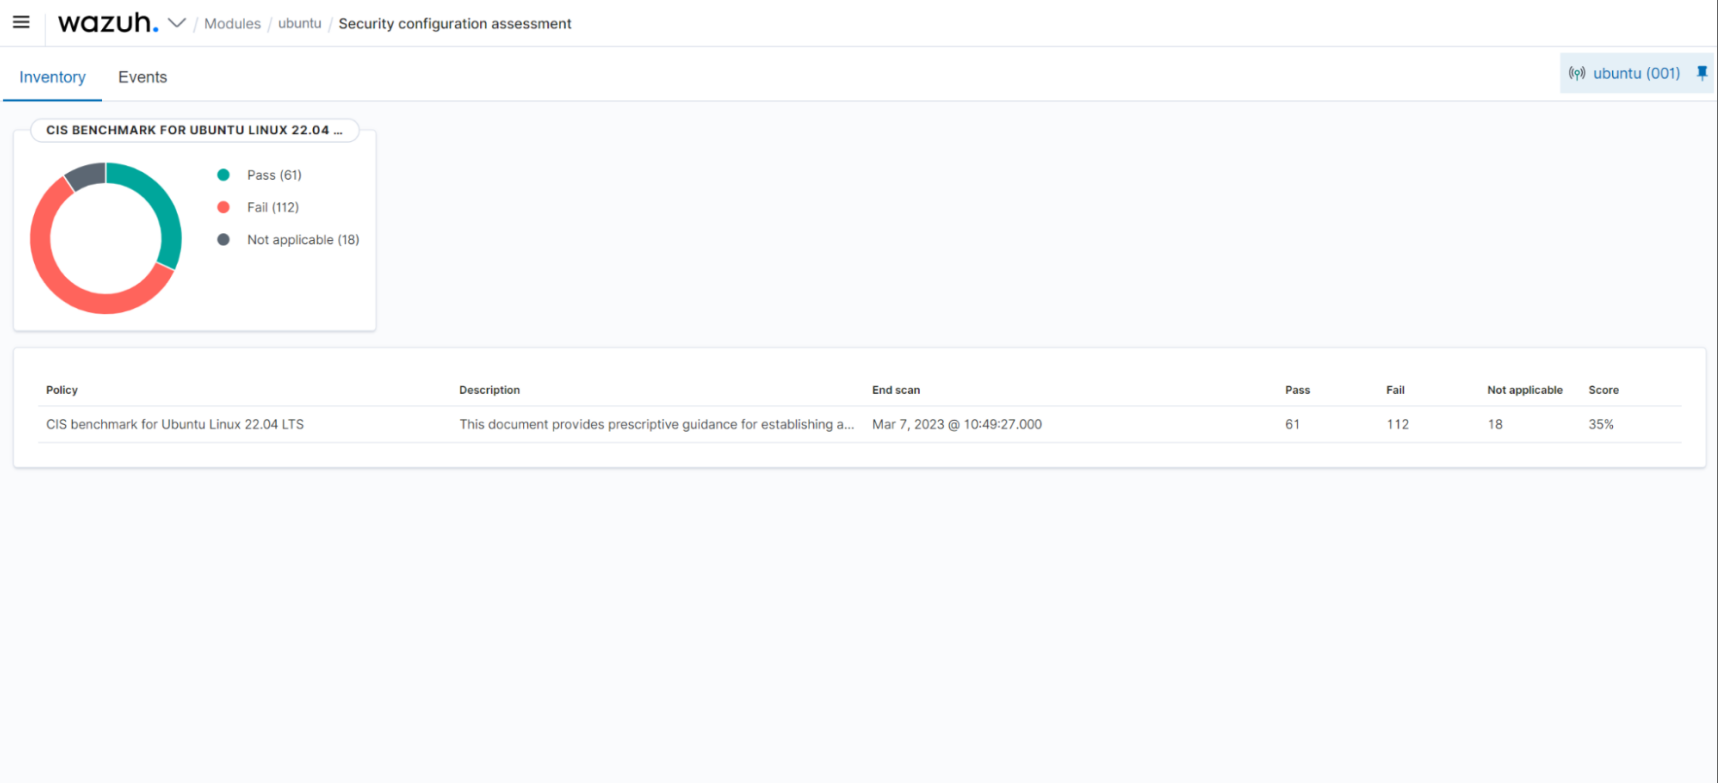 wazuh. / Modules / ubuntu / Security configuration assessment
Inventory Events ubuntu (001)
CIS BENCHMARK FOR UBUNTU LINUX 22.04 ...
Pass (61)
Fail (112)
Not applicable (18)
Policy Description End scan Pass Fail Not applicable Score
CIS benchmark for Ubuntu Linux 22.04 LTS This document provides prescriptive guidance for establishing a... Mar 7, 2023 @ 10:49:27.000 61 112 18 35%